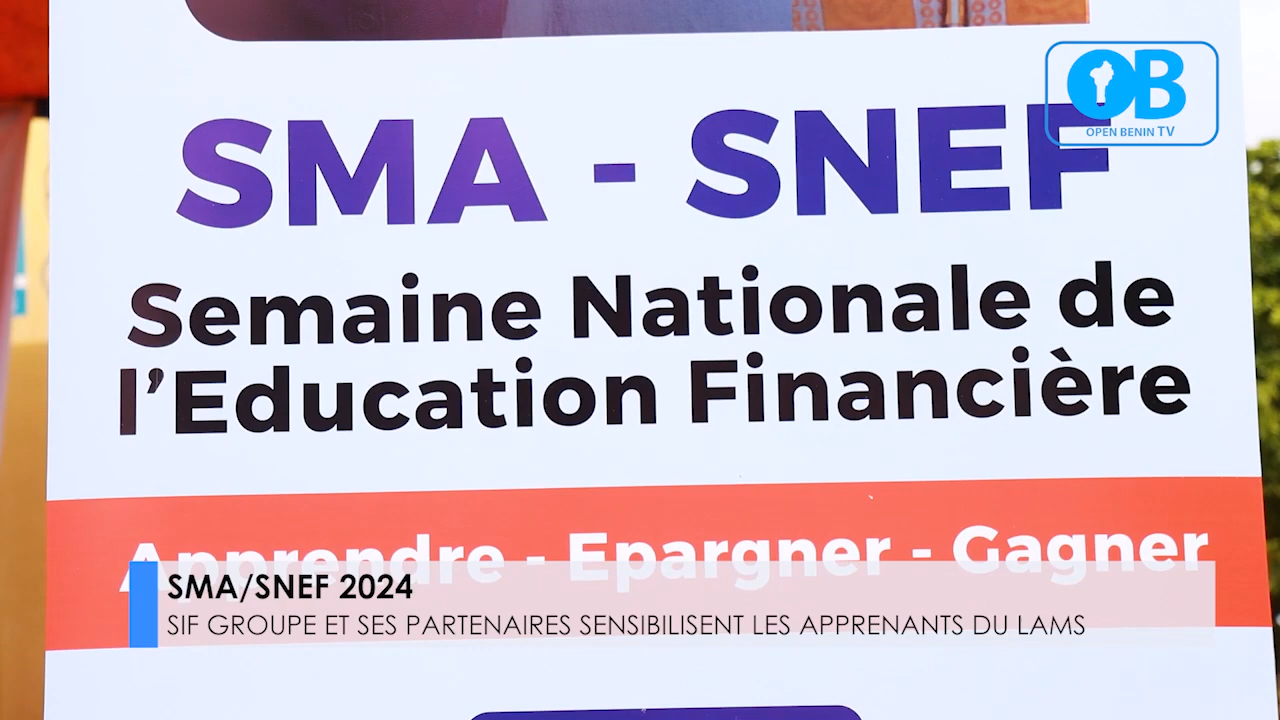 OB
OPEN BENIN TV
SMA - SNEF
Semaine Nationale de
l'Education Financière
Apprendre - Epargner - Gagner
SMA/SNEF 2024
SIF GROUPE ET SES PARTENAIRES SENSIBILISENT LES APPRENANTS DU LAMS